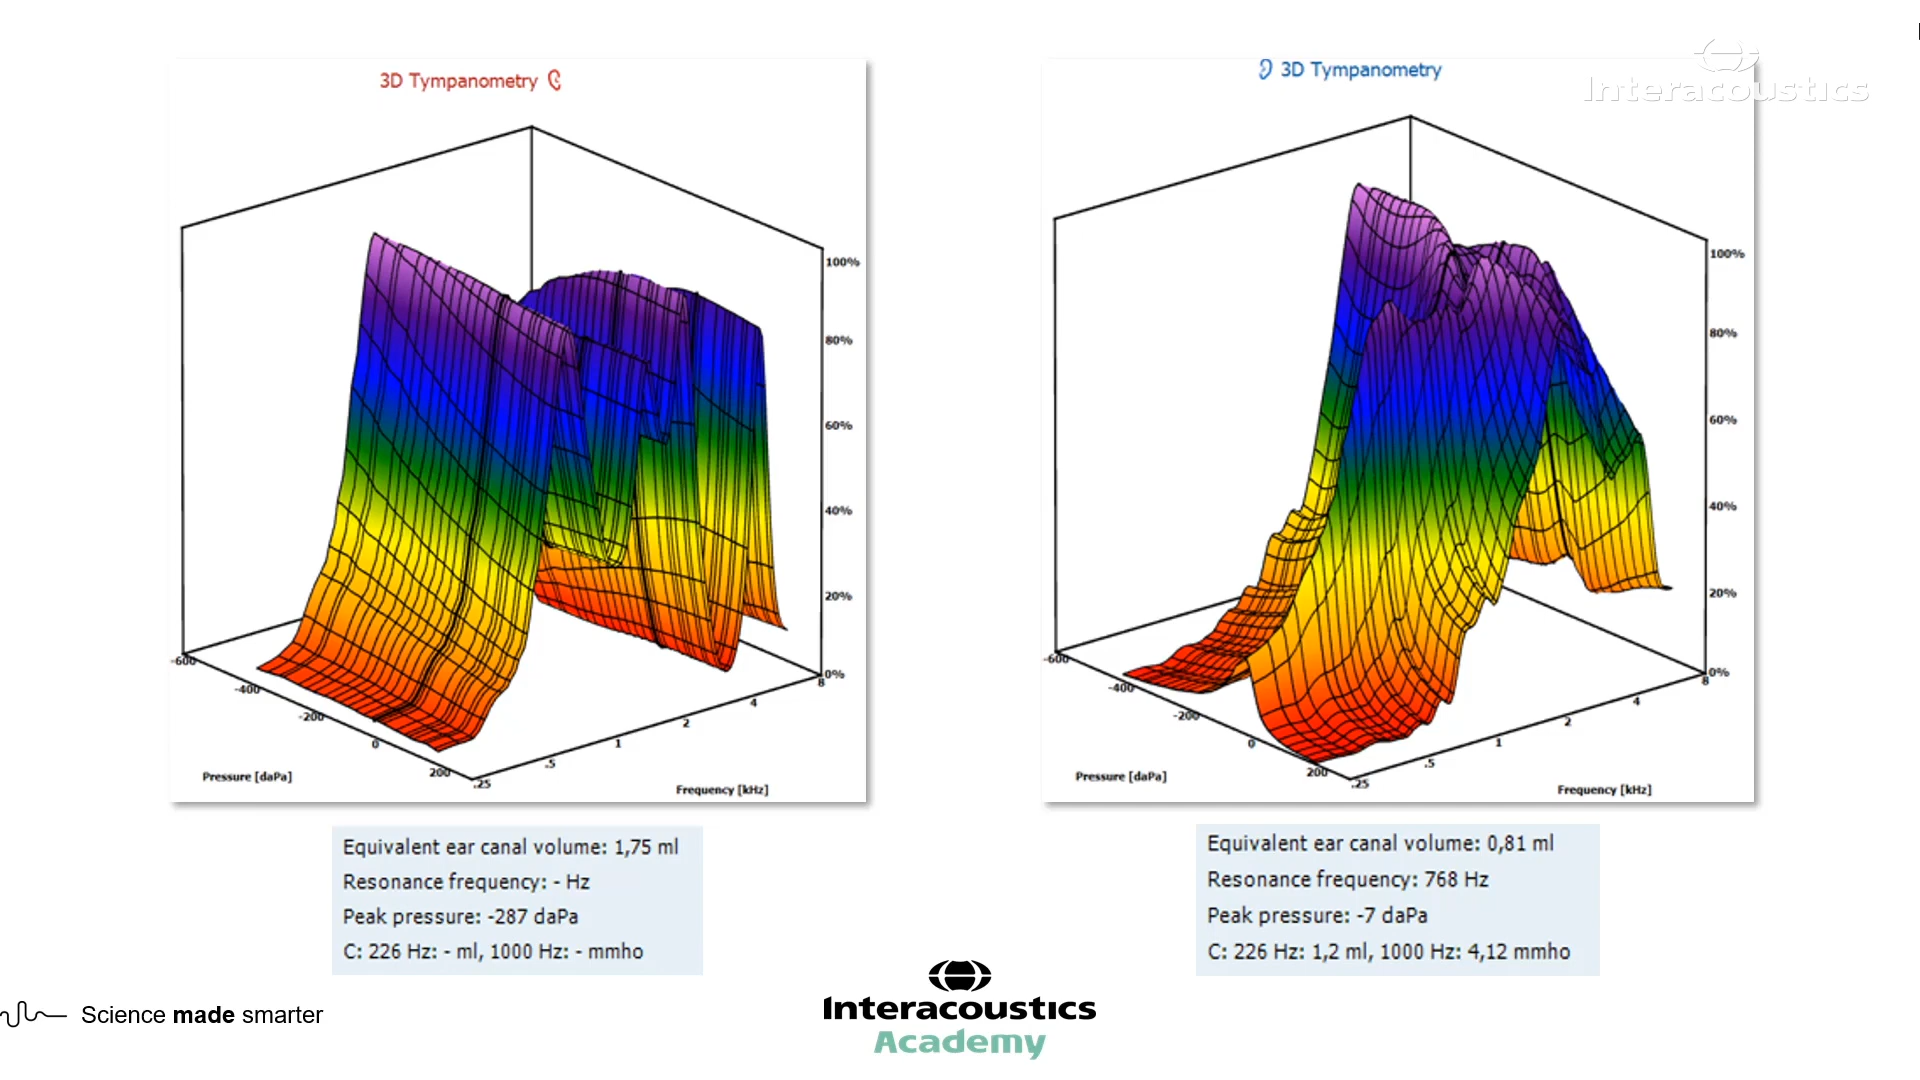 3D Tympanometry
100%
80%
60%
40%
20%
0%
-600
-400
-200
0
200
.25
.5
1
2
4
8
Pressure [daPa]
Frequency [kHz]
Equivalent ear canal volume: 1,75 ml
Resonance frequency: - Hz
Peak pressure: -287 daPa
C: 226 Hz: - ml, 1000 Hz: - mmho
3D Tympanometry
Interacoustics
100%
80%
60%
40%
20%
0%
-600
-400
-200
0
200
.25
.5
1
2
4
8
Pressure [daPa]
Frequency [kHz]
Equivalent ear canal volume: 0,81 ml
Resonance frequency: 768 Hz
Peak pressure: -7 daPa
C: 226 Hz: 1,2 ml, 1000 Hz: 4,12 mmho
Science made smarter
Interacoustics
Academy